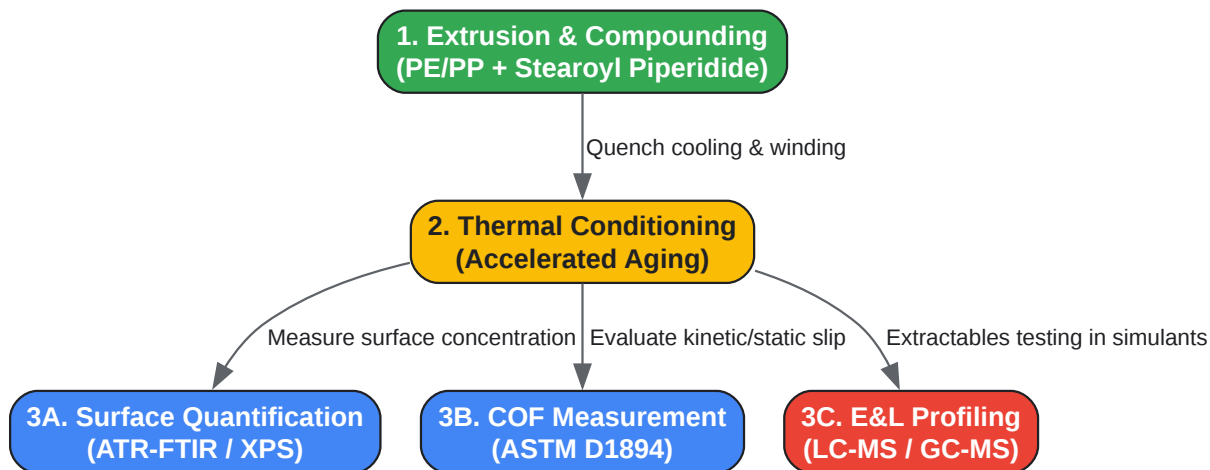 1. Extrusion & Compounding
(PE/PP + Stearoyl Piperidide)
Quench cooling & winding
2. Thermal Conditioning
(Accelerated Aging)
Measure surface concentration
Evaluate kinetic/static slip
Extractables testing in simulants
3A. Surface Quantification
(ATR-FTIR / XPS)
3B. COF Measurement
(ASTM D1894)
3C. E&L Profiling
(LC-MS / GC-MS)